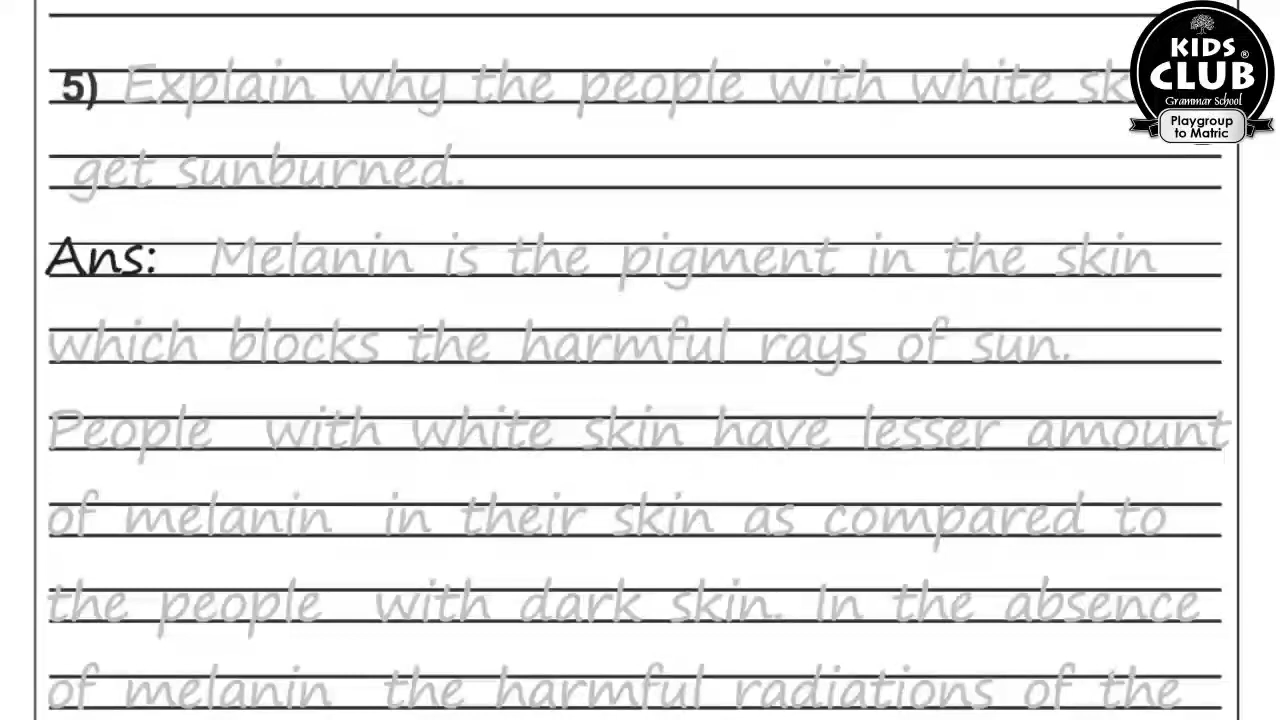 KIDS
CLUB®
Grammar School
Playgroup
to Matric
5) Explain why the people with white sk
get sunburned.
Ans: Melanin is the pigment in the skin
which blocks the harmful rays of sun.
People with white skin have lesser amount
of melanin in their skin as compared to
the people with dark skin. In the absence
of melanin the harmful radiations of the